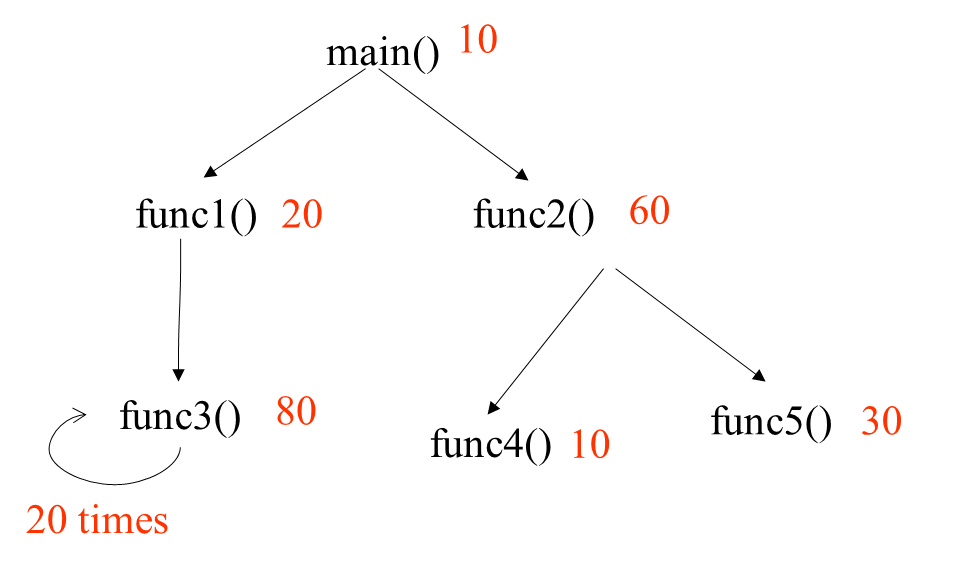 main() 10
func1() 20
func2() 60
func3() 80
func4() 10
func5() 30
20 times